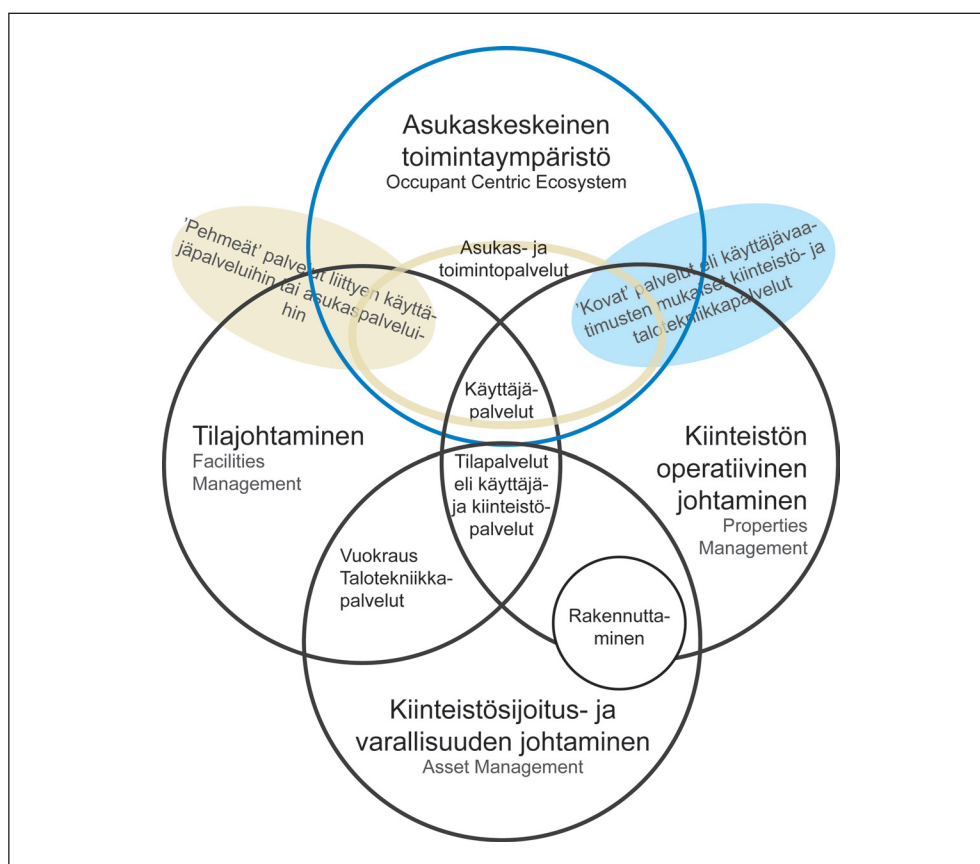 Asukaskeskeinen
toimintaympäristö
Occupant Centric Ecosystem
'Pehmeät' palvelut liittyen käyttä-
jäpalveluihin tai asukaspalvelui-
hin
Asukas- ja
toimintopalvelut
'Kovat' palvelut eli käyttäjävaa-
timusten mukaiset kiinteistö- ja
talotekniikkapalvelut
Käyttäjä-
palvelut
Tilajohtaminen
Facilities
Management
Kiinteistön
operatiivinen
johtaminen
Properties
Management
Tilapalvelut
eli käyttäjä-
ja kiinteistö-
palvelut
Vuokraus
Talotekniikka-
palvelut
Rakennutta-
minen
Kiinteistösijoitus- ja
varallisuuden johtaminen
Asset Management